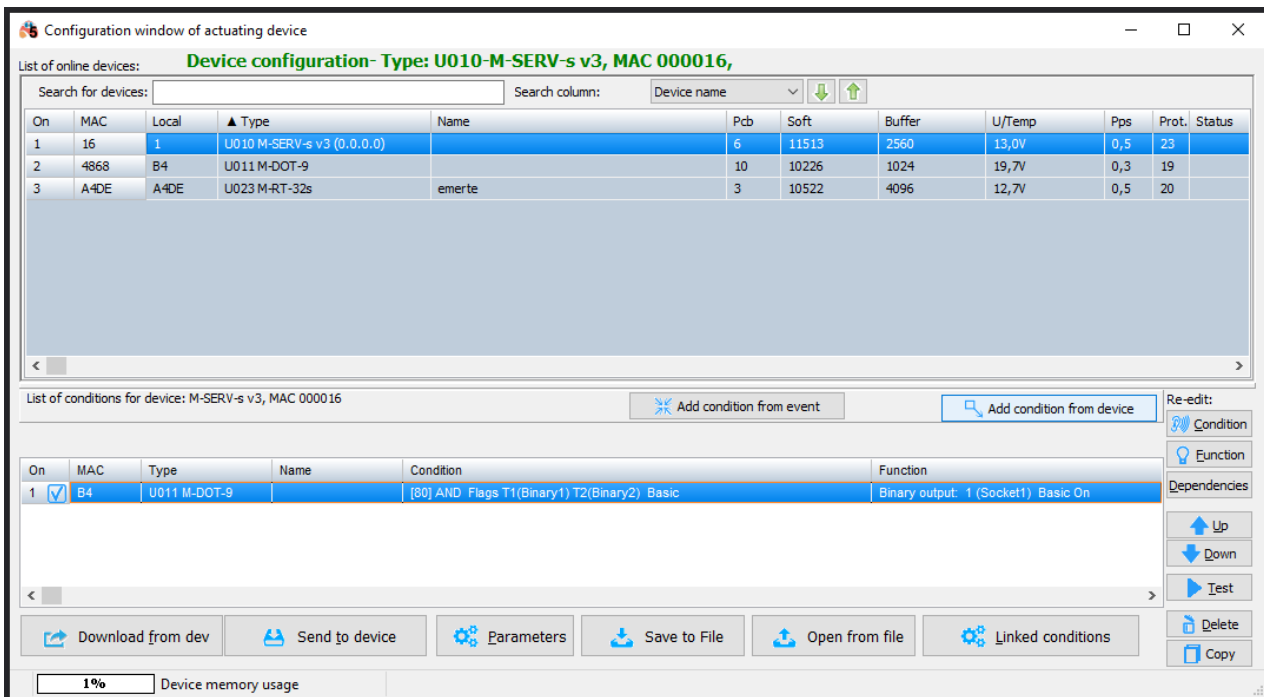 Configuration window of actuating device
List of online devices: Device configuration- Type: U010-M-SERV-s v3, MAC 000016,
Search for devices: Search column: Device name
On MAC Local ▲ Type Name Pcb Soft Buffer U/Temp Pps Prot. Status
1 16 1 U010 M-SERV-s v3 (0.0.0.0) 6 11513 2560 13,0V 0,5 23
2 4868 B4 U011 M-DOT-9 10 10226 1024 19,7V 0,3 19
3 A4DE A4DE U023 M-RT-32s emerte 3 10522 4096 12,7V 0,5 20
List of conditions for device: M-SERV-s v3, MAC 000016 Add condition from event Add condition from device Re-edit:
Condition
Function
Dependencies
On MAC Type Name Condition Function
1 B4 U011 M-DOT-9 [80] AND Flags T1(Binary1) T2(Binary2) Basic Binary output: 1 (Socket1) Basic On
Up
Down
Test
Download from dev Send to device Parameters Save to File Open from file Linked conditions
Delete
Copy
1% Device memory usage